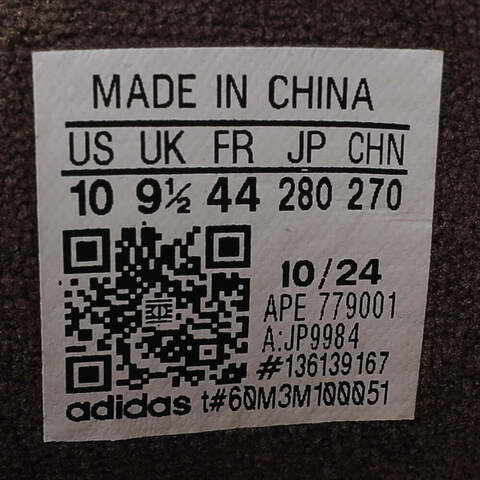 MADE IN CHINA
US UK FR JP CHN
10 9½ 44 280 270
10/24
APE 779001
A:JP9984
#136139167
adidas t#60M3M100051